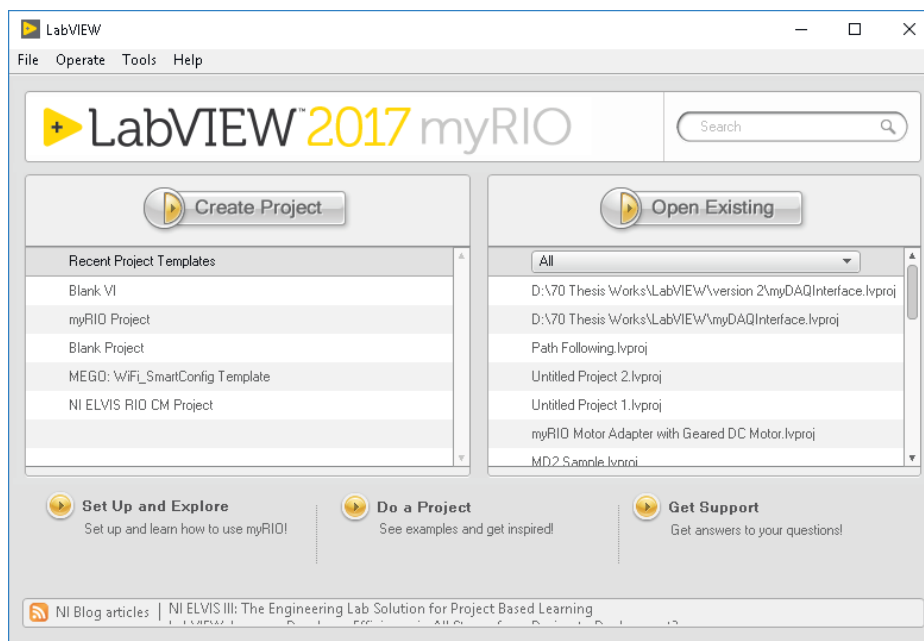 LabVIEW
File Operate Tools Help
LabVIEW™ 2017 myRIO
Search
Create Project
Recent Project Templates
Blank VI
myRIO Project
Blank Project
MEGO: WiFi_SmartConfig Template
NI ELVIS RIO CM Project
Open Existing
All
D:\70 Thesis Works\LabVIEW\version 2\myDAQInterface.lvproj
D:\70 Thesis Works\LabVIEW\myDAQInterface.lvproj
Path Following.lvproj
Untitled Project 2.lvproj
Untitled Project 1.lvproj
myRIO Motor Adapter with Geared DC Motor.lvproj
MD2 Sample.lvproj
Set Up and Explore
Set up and learn how to use myRIO!
Do a Project
See examples and get inspired!
Get Support
Get answers to your questions!
NI Blog articles | NI ELVIS III: The Engineering Lab Solution for Project Based Learning